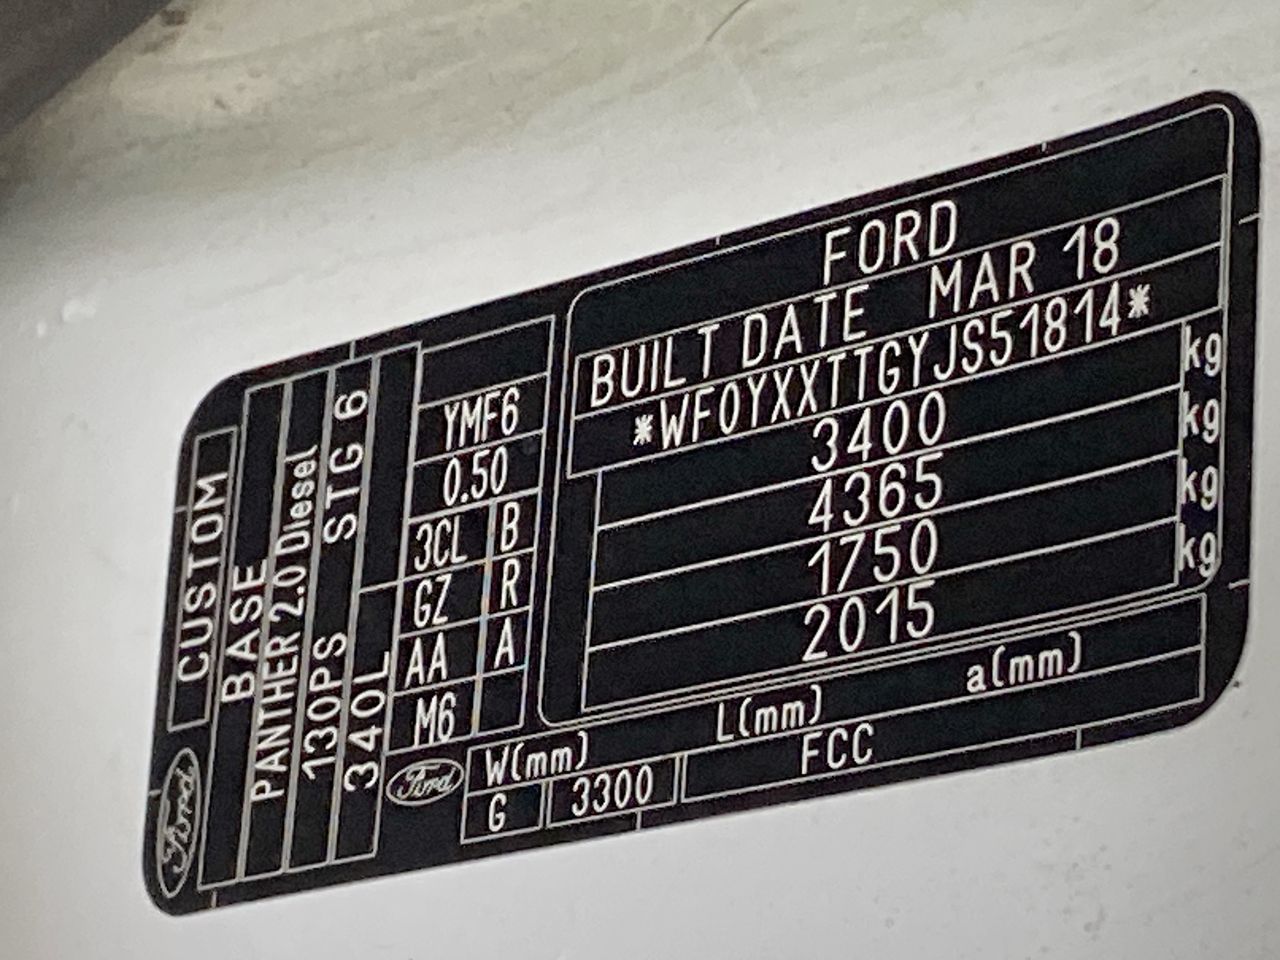 FORD
BUILT DATE MAR 18
*WF0YXXTTGYJS51814*
3400 kg
4365 kg
1750 kg
2015 kg
W(mm) L(mm) a(mm)
G 3300 FCC
YMF6
0.50
3CL B
GZ R
AA A
M6
Ford
CUSTOM
BASE
PANTHER 2.0 Diesel
130PS STG 6
340L
Ford